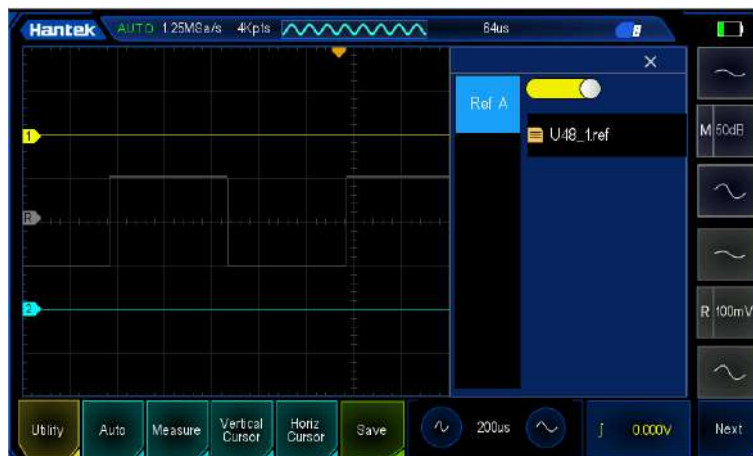 Hantek AUTO 1.25MSa/s 4Kpts 64us
×
Ref A
U48_1.ref
1
R
2
M 50dB
R 100mV
Utility Auto Measure Vertical Cursor Horiz Cursor Save 200us 0.000V Next